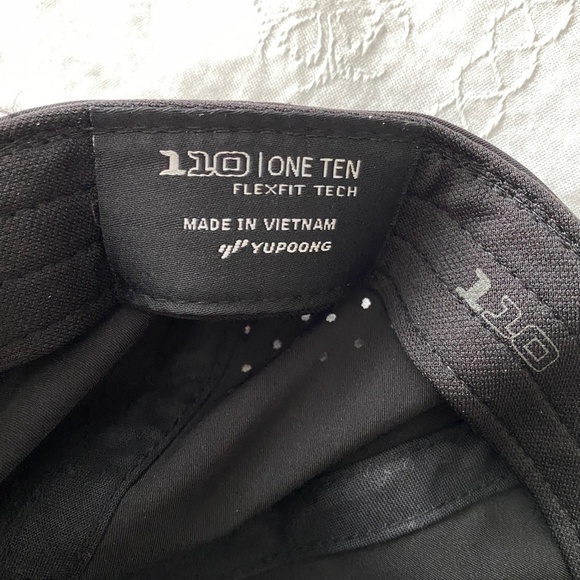 110 | ONE TEN
FLEXFIT TECH
MADE IN VIETNAM
YUPOONG
110